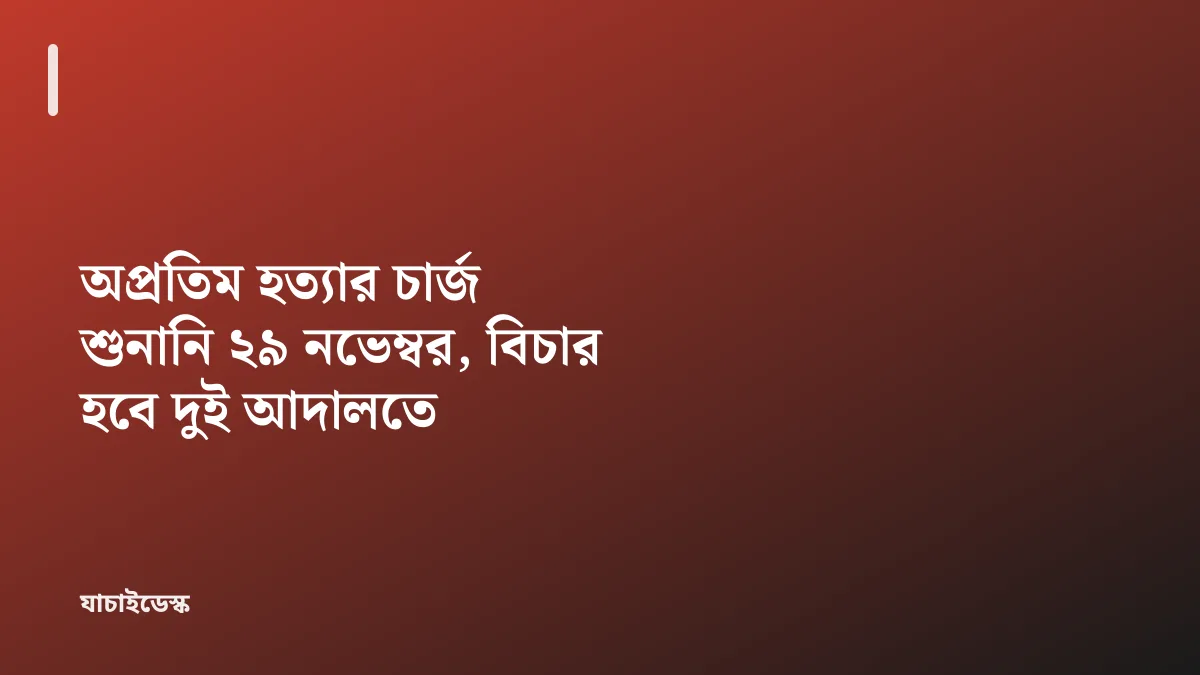 অপ্রতিম হত্যার চার্জ
শুনানি ২৯ নভেম্বর, বিচার
হবে দুই আদালতে
যাচাইডেস্ক